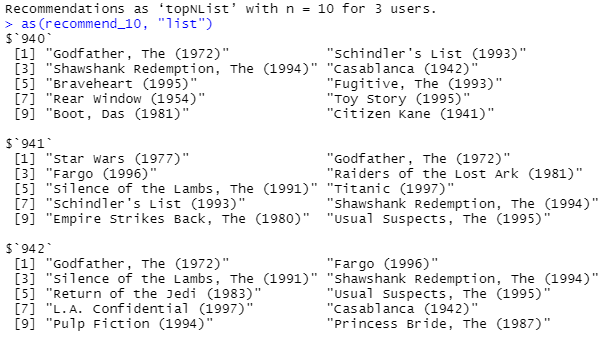 Recommendations as ‘topNList’ with n = 10 for 3 users.
> as(recommend_10, "list")
$`940`
 [1] "Godfather, The (1972)"             "Schindler's List (1993)"
 [3] "Shawshank Redemption, The (1994)" "Casablanca (1942)"
 [5] "Braveheart (1995)"                 "Fugitive, The (1993)"
 [7] "Rear Window (1954)"                "Toy Story (1995)"
 [9] "Boot, Das (1981)"                  "Citizen Kane (1941)"

$`941`
 [1] "Star Wars (1977)"                  "Godfather, The (1972)"
 [3] "Fargo (1996)"                      "Raiders of the Lost Ark (1981)"
 [5] "Silence of the Lambs, The (1991)" "Titanic (1997)"
 [7] "Schindler's List (1993)"           "Shawshank Redemption, The (1994)"
 [9] "Empire Strikes Back, The (1980)"   "Usual Suspects, The (1995)"

$`942`
 [1] "Godfather, The (1972)"             "Fargo (1996)"
 [3] "Silence of the Lambs, The (1991)" "Shawshank Redemption, The (1994)"
 [5] "Return of the Jedi (1983)"         "Usual Suspects, The (1995)"
 [7] "L.A. Confidential (1997)"          "Casablanca (1942)"
 [9] "Pulp Fiction (1994)"               "Princess Bride, The (1987)"